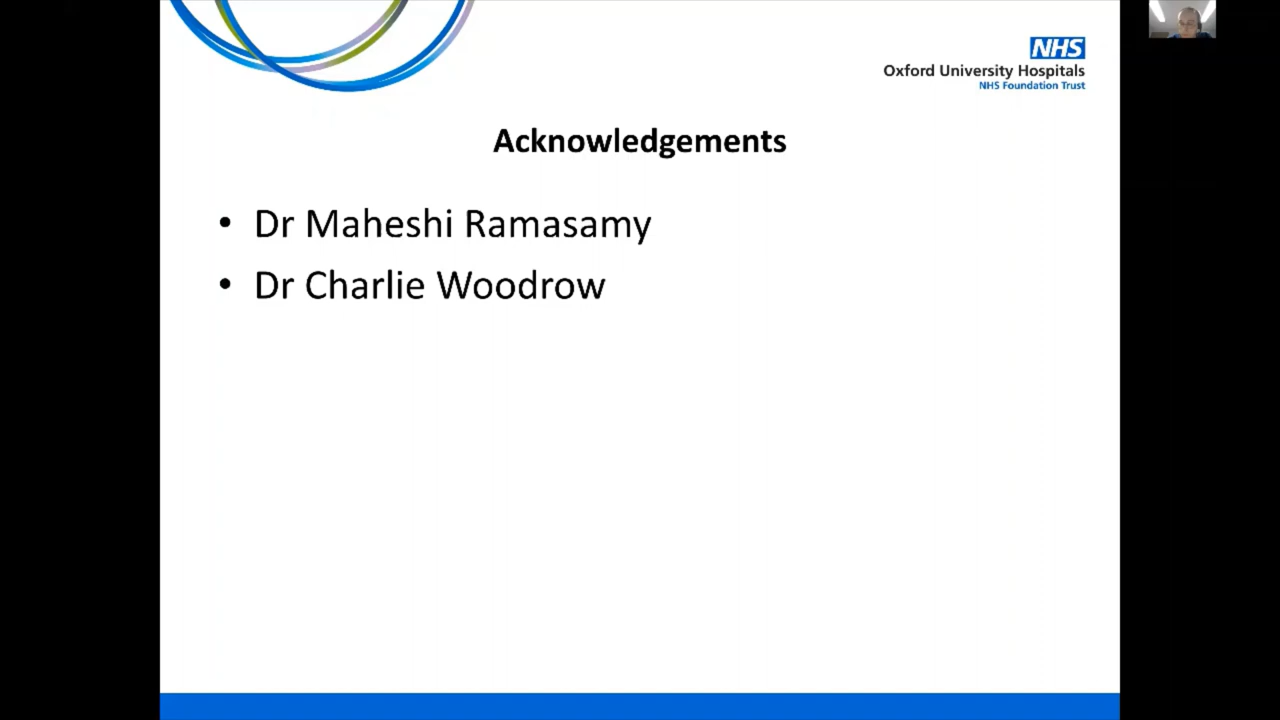 NHS
Oxford University Hospitals
NHS Foundation Trust
Acknowledgements
• Dr Maheshi Ramasamy
• Dr Charlie Woodrow